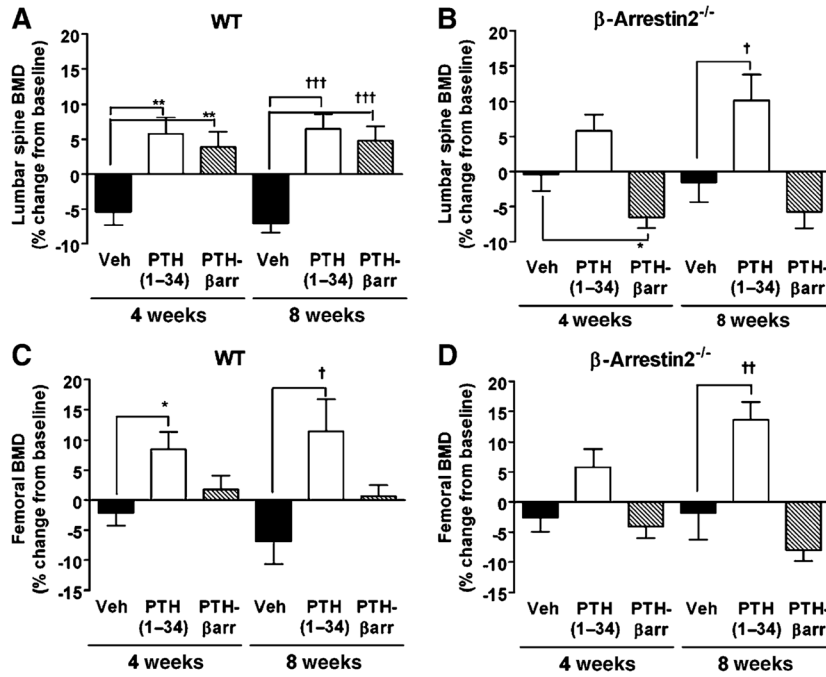 A
WT
Lumbar spine BMD
(% change from baseline)
20
15
10
5
0
-5
-10
**
**
†††
†††
Veh
PTH
(1–34)
PTH-
βarr
Veh
PTH
(1–34)
PTH-
βarr
4 weeks
8 weeks
B
β-Arrestin2-/-
Lumbar spine BMD
(% change from baseline)
20
15
10
5
0
-5
-10
*
†
Veh
PTH
(1–34)
PTH-
βarr
Veh
PTH
(1–34)
PTH-
βarr
4 weeks
8 weeks
C
WT
Femoral BMD
(% change from baseline)
20
15
10
5
0
-5
-10
-15
*
†
Veh
PTH
(1–34)
PTH-
βarr
Veh
PTH
(1–34)
PTH-
βarr
4 weeks
8 weeks
D
β-Arrestin2-/-
Femoral BMD
(% change from baseline)
20
15
10
5
0
-5
-10
-15
††
Veh
PTH
(1–34)
PTH-
βarr
Veh
PTH
(1–34)
PTH-
βarr
4 weeks
8 weeks